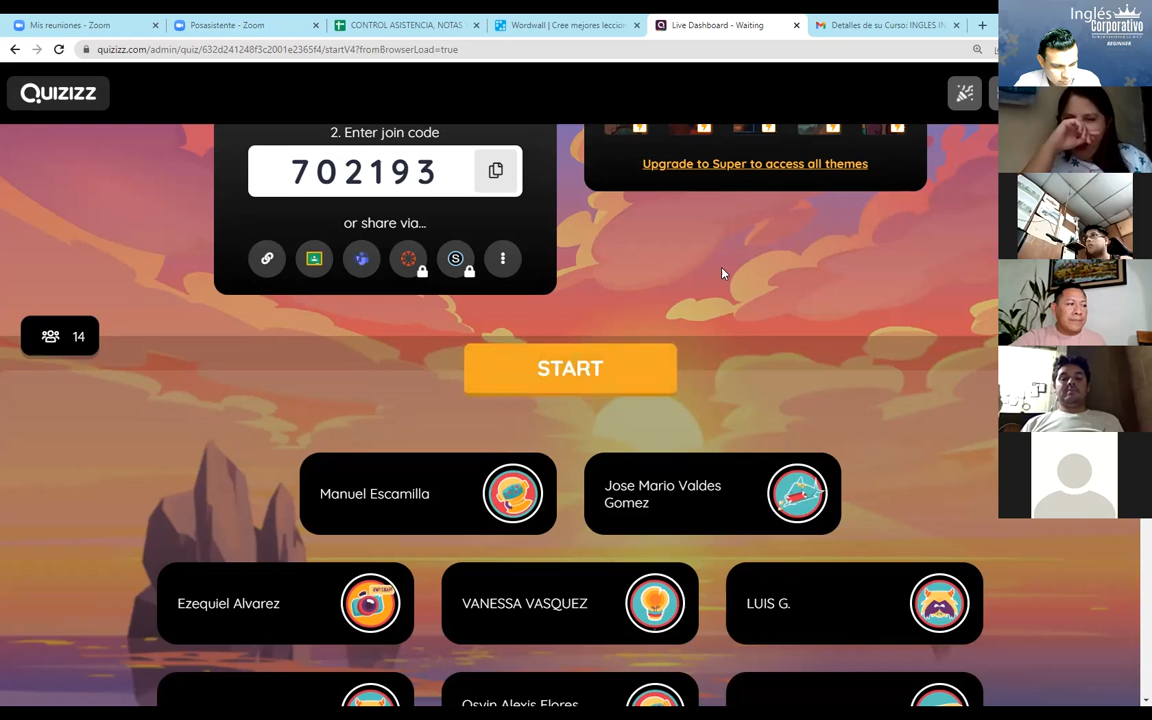 Mis reuniones - Zoom
Posasistente - Zoom
CONTROL ASISTENCIA, NOTAS Y
Wordwall | Cree mejores leccion
Live Dashboard - Waiting
Detalles de su Curso: INGLES IN
quizizz.com/admin/quiz/632d241248f3c2001e2365f4/startV4?fromBrowserLoad=true
Inglés
Corporativo
BEGINNER
Quizizz
2. Enter join code
702193
or share via...
Upgrade to Super to access all themes
14
START
Manuel Escamilla
Jose Mario Valdes
Gomez
Ezequiel Alvarez
VANESSA VASQUEZ
LUIS G.
Osvin Alexis Flores